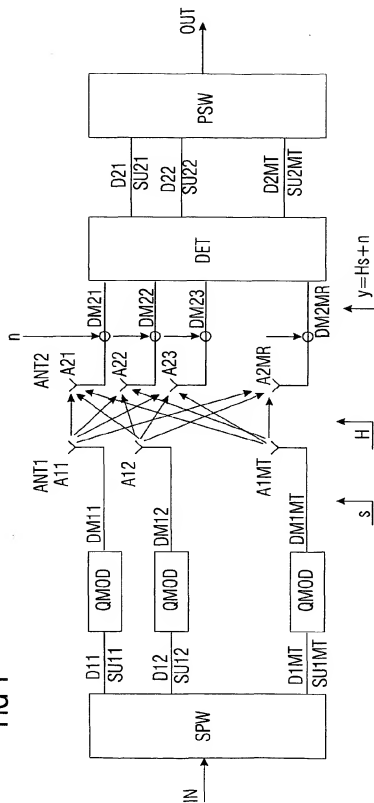 FIG 1
IN
SPW
D11
SU11
D12
SU12
D1MT
SU1MT
QMOD
QMOD
QMOD
DM11
DM12
DM1MT
s
ANT1
A11
A12
A1MT
H
ANT2
A21
A22
A23
A2MR
n
DM21
DM22
DM23
DM2MR
y=Hs+n
DET
D21
SU21
D22
SU22
D2MT
SU2MT
PSW
OUT